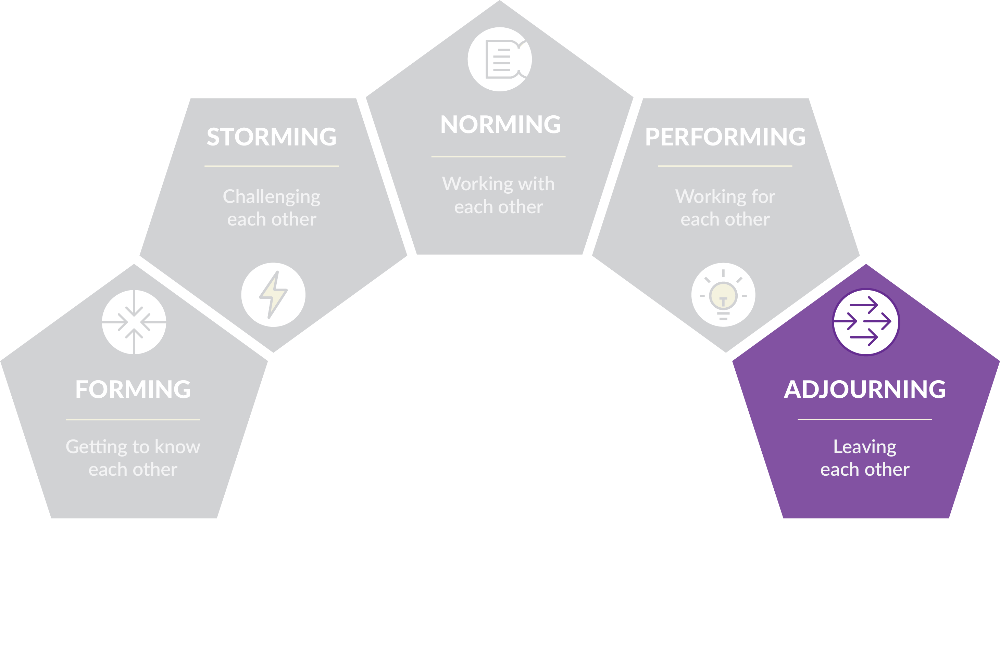 FORMING
Getting to know
each other
STORMING
Challenging
each other
NORMING
Working with
each other
PERFORMING
Working for
each other
ADJOURNING
Leaving
each other